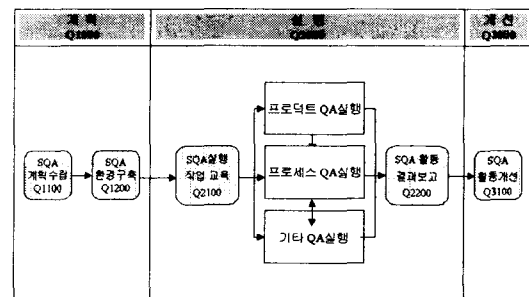 계 획
Q1000
실 행
Q2000
개 선
Q3000
프로덕트 QA실행
SQA
계획수립
Q1100
SQA
환경구축
Q1200
SQA실행
작업 교육
Q2100
프로세스 QA실행
SQA 활동
결과보고
Q2200
SQA
활동개선
Q3100
기타 QA실행